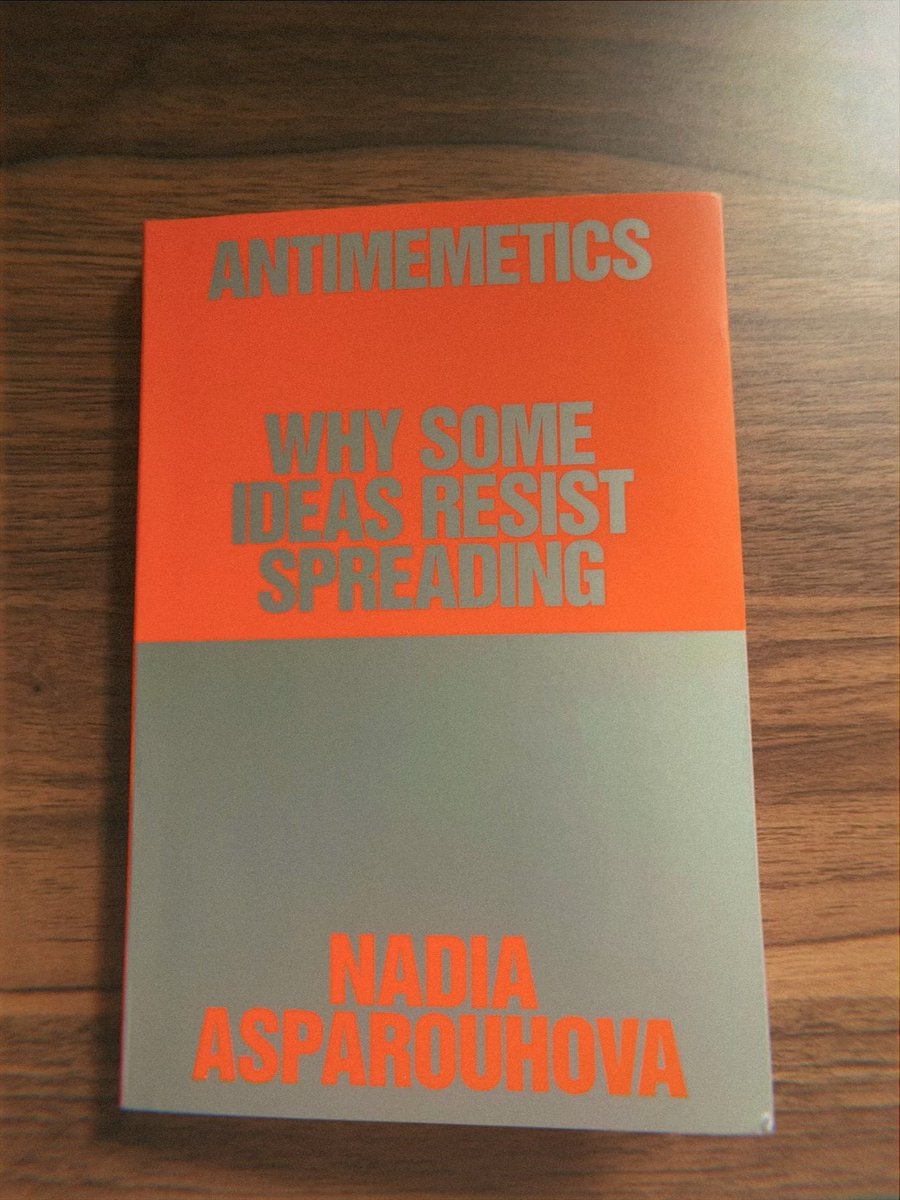 ANTIMEMETICS
WHY SOME
IDEAS RESIST
SPREADING
NADIA
ASPAROUHOVA